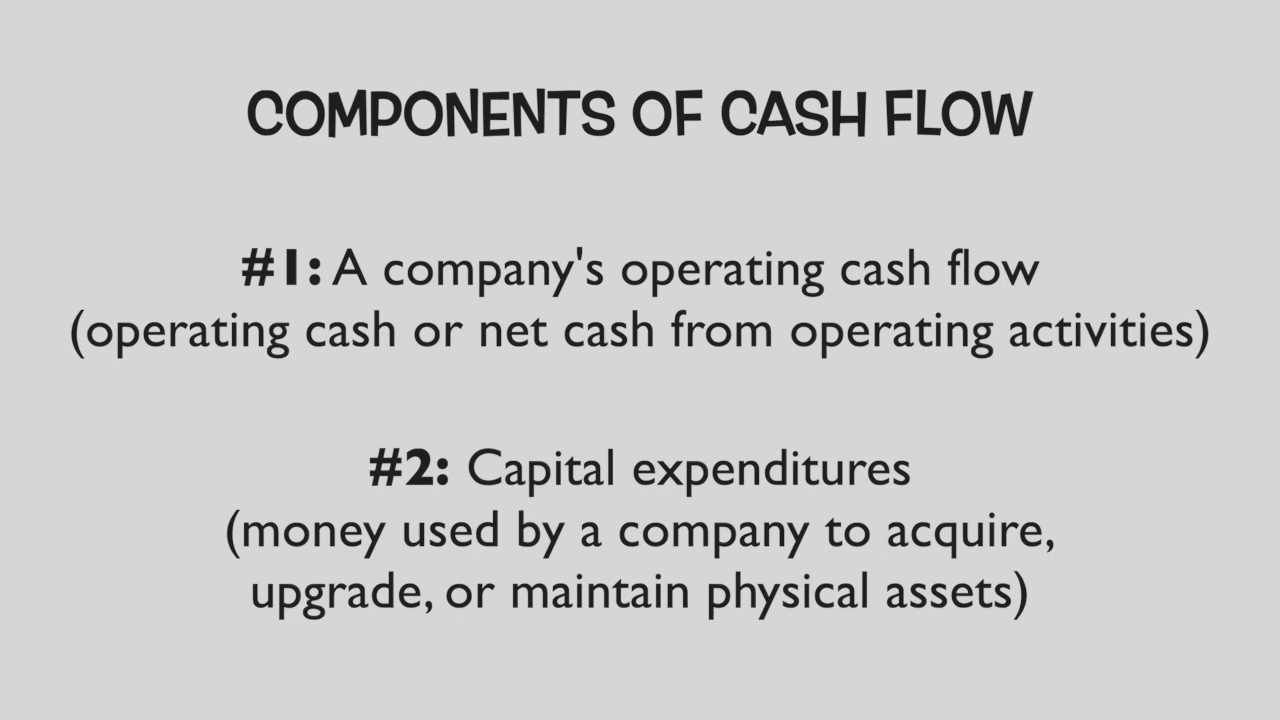 COMPONENTS OF CASH FLOW
#1: A company's operating cash flow
(operating cash or net cash from operating activities)
#2: Capital expenditures
(money used by a company to acquire,
upgrade, or maintain physical assets)